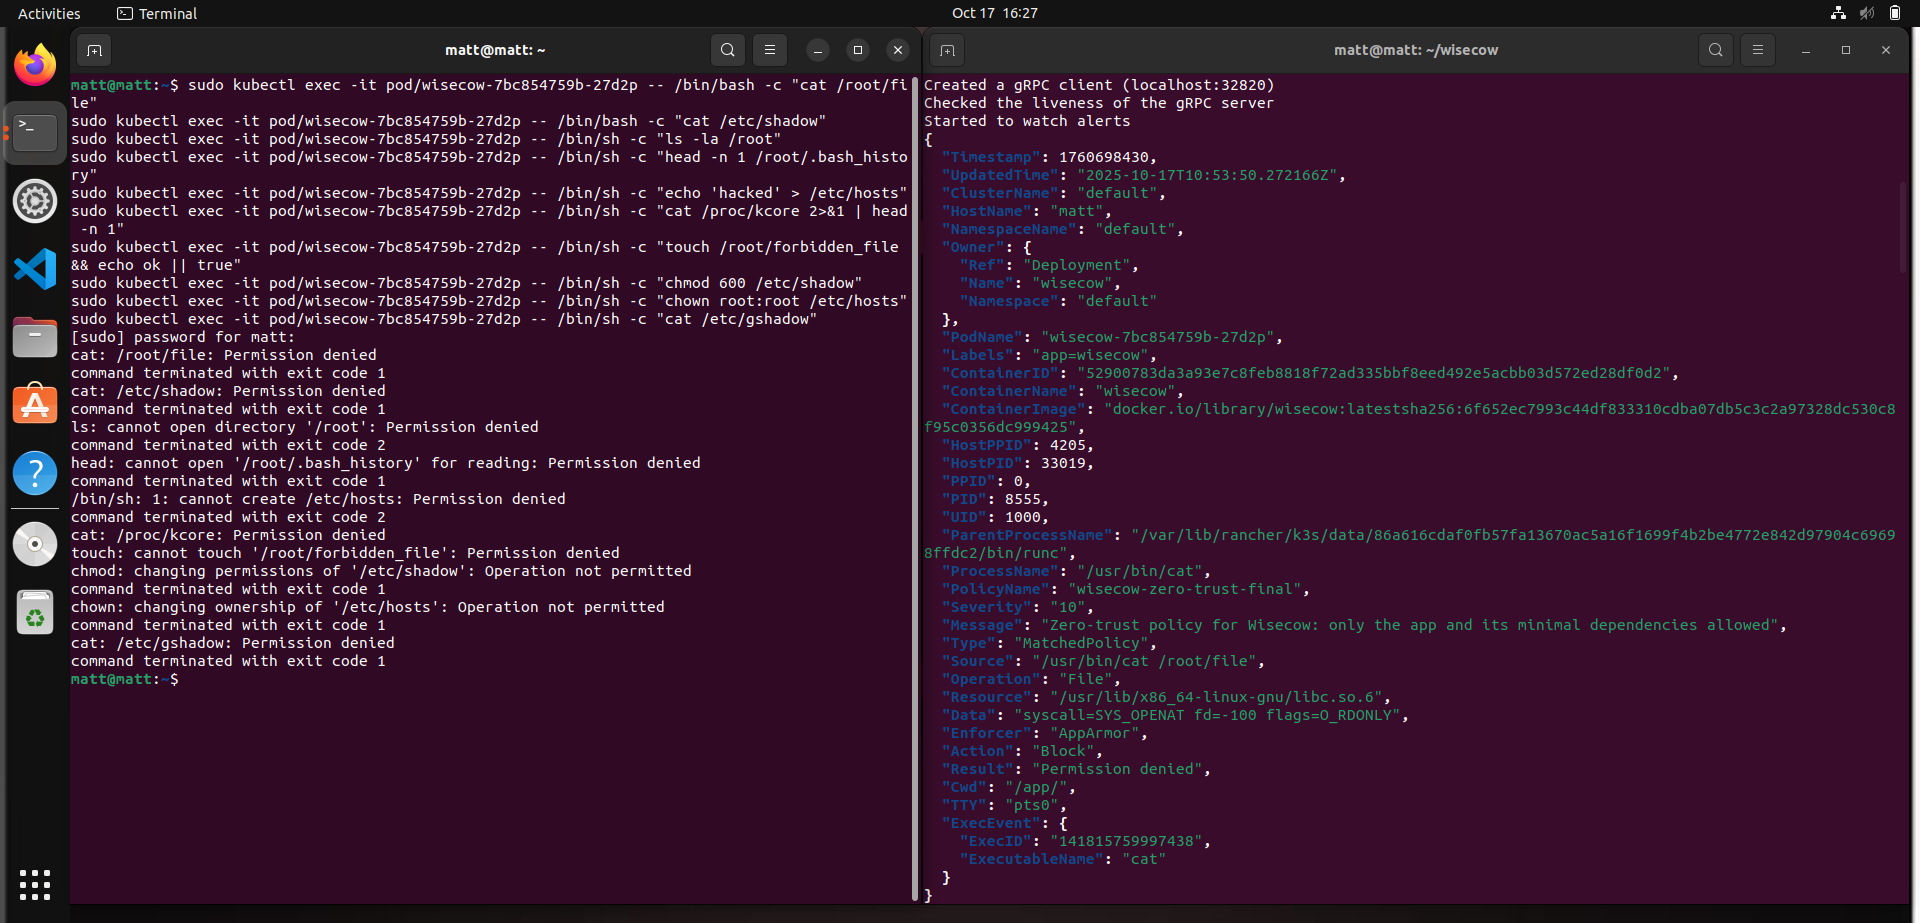 Activities
Terminal
Oct 17 16:27
matt@matt: ~
matt@matt:~$ sudo kubectl exec -it pod/wisecow-7bc854759b-27d2p -- /bin/bash -c "cat /root/fi
le"
sudo kubectl exec -it pod/wisecow-7bc854759b-27d2p -- /bin/bash -c "cat /etc/shadow"
sudo kubectl exec -it pod/wisecow-7bc854759b-27d2p -- /bin/sh -c "ls -la /root"
sudo kubectl exec -it pod/wisecow-7bc854759b-27d2p -- /bin/sh -c "head -n 1 /root/.bash_histo
ry"
sudo kubectl exec -it pod/wisecow-7bc854759b-27d2p -- /bin/sh -c "echo 'hacked' > /etc/hosts"
sudo kubectl exec -it pod/wisecow-7bc854759b-27d2p -- /bin/sh -c "cat /proc/kcore 2>&1 | head
 -n 1"
sudo kubectl exec -it pod/wisecow-7bc854759b-27d2p -- /bin/sh -c "touch /root/forbidden_file
&& echo ok || true"
sudo kubectl exec -it pod/wisecow-7bc854759b-27d2p -- /bin/sh -c "chmod 600 /etc/shadow"
sudo kubectl exec -it pod/wisecow-7bc854759b-27d2p -- /bin/sh -c "chown root:root /etc/hosts"
sudo kubectl exec -it pod/wisecow-7bc854759b-27d2p -- /bin/sh -c "cat /etc/gshadow"
[sudo] password for matt:
cat: /root/file: Permission denied
command terminated with exit code 1
cat: /etc/shadow: Permission denied
command terminated with exit code 1
ls: cannot open directory '/root': Permission denied
command terminated with exit code 2
head: cannot open '/root/.bash_history' for reading: Permission denied
command terminated with exit code 1
/bin/sh: 1: cannot create /etc/hosts: Permission denied
command terminated with exit code 2
cat: /proc/kcore: Permission denied
touch: cannot touch '/root/forbidden_file': Permission denied
chmod: changing permissions of '/etc/shadow': Operation not permitted
command terminated with exit code 1
chown: changing ownership of '/etc/hosts': Operation not permitted
command terminated with exit code 1
cat: /etc/gshadow: Permission denied
command terminated with exit code 1
matt@matt:~$
matt@matt: ~/wisecow
Created a gRPC client (localhost:32820)
Checked the liveness of the gRPC server
Started to watch alerts
{
  "Timestamp": 1760698430,
  "UpdatedTime": "2025-10-17T10:53:50.272166Z",
  "ClusterName": "default",
  "HostName": "matt",
  "NamespaceName": "default",
  "Owner": {
    "Ref": "Deployment",
    "Name": "wisecow",
    "Namespace": "default"
  },
  "PodName": "wisecow-7bc854759b-27d2p",
  "Labels": "app=wisecow",
  "ContainerID": "52900783da3a93e7c8feb8818f72ad335bbf8eed492e5acbb03d572ed28df0d2",
  "ContainerName": "wisecow",
  "ContainerImage": "docker.io/library/wisecow:latestsha256:6f652ec7993c44df833310cdba07db5c3c2a97328dc530c8
f95c0356dc999425",
  "HostPPID": 4205,
  "HostPID": 33019,
  "PPID": 0,
  "PID": 8555,
  "UID": 1000,
  "ParentProcessName": "/var/lib/rancher/k3s/data/86a616cdaf0fb57fa13670ac5a16f1699f4b2be4772e842d97904c6969
8ffdc2/bin/runc",
  "ProcessName": "/usr/bin/cat",
  "PolicyName": "wisecow-zero-trust-final",
  "Severity": "10",
  "Message": "Zero-trust policy for Wisecow: only the app and its minimal dependencies allowed",
  "Type": "MatchedPolicy",
  "Source": "/usr/bin/cat /root/file",
  "Operation": "File",
  "Resource": "/usr/lib/x86_64-linux-gnu/libc.so.6",
  "Data": "syscall=SYS_OPENAT fd=-100 flags=O_RDONLY",
  "Enforcer": "AppArmor",
  "Action": "Block",
  "Result": "Permission denied",
  "Cwd": "/app/",
  "TTY": "pts0",
  "ExecEvent": {
    "ExecID": "141815759997438",
    "ExecutableName": "cat"
  }
}